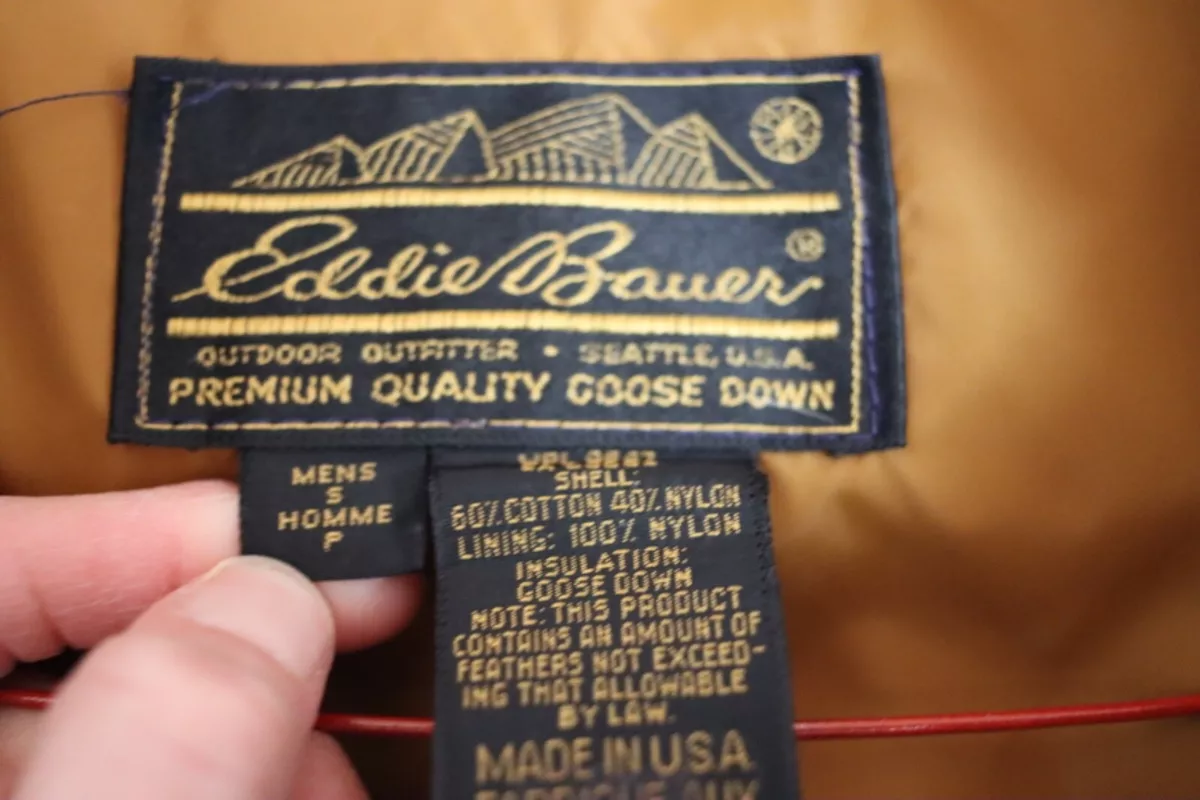 Eddie Bauer ®
OUTDOOR OUTFITTER • SEATTLE, U.S.A.
PREMIUM QUALITY GOOSE DOWN
MENS
S
HOMME
P
SHELL:
60% COTTON 40% NYLON
LINING: 100% NYLON
INSULATION:
GOOSE DOWN
NOTE: THIS PRODUCT
CONTAINS AN AMOUNT OF
FEATHERS NOT EXCEED-
ING THAT ALLOWABLE
BY LAW.
MADE IN U.S.A.